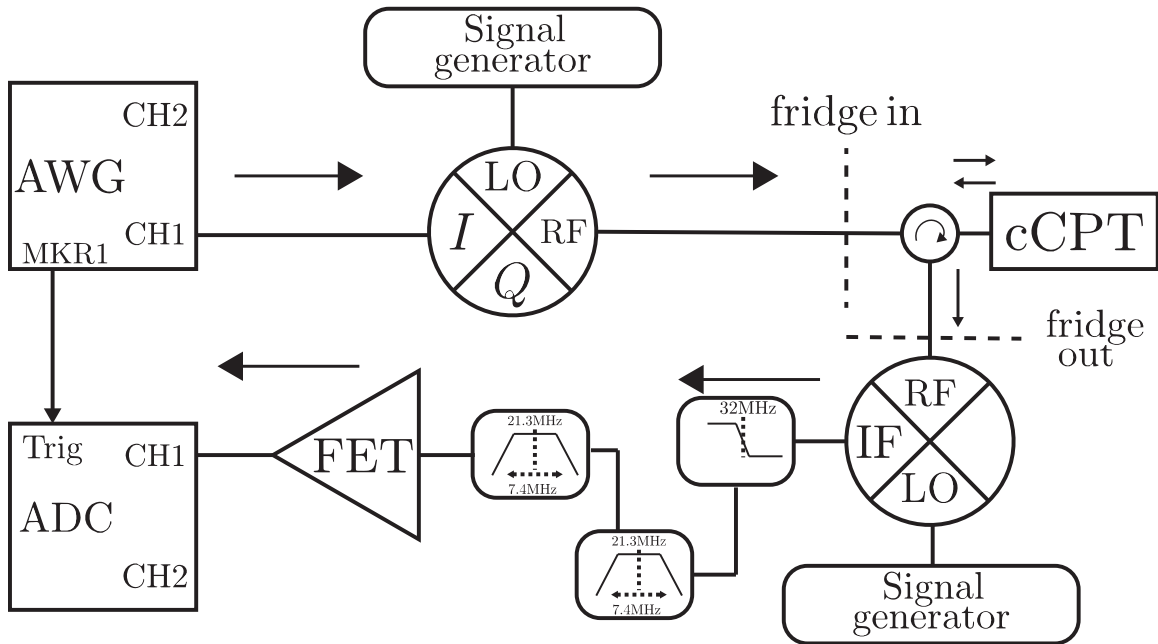 Signal
generator
CH2
AWG
CH1
MKR1
LO
I
RF
Q
fridge in
cCPT
fridge
out
RF
IF
LO
Signal
generator
32MHz
21.3MHz
7.4MHz
21.3MHz
7.4MHz
FET
Trig
CH1
ADC
CH2